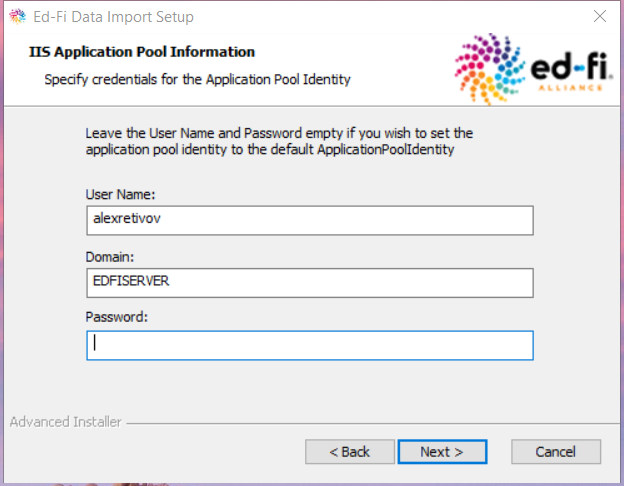 Ed-Fi Data Import Setup
IIS Application Pool Information
Specify credentials for the Application Pool Identity
ed-fi.
ALLIANCE
Leave the User Name and Password empty if you wish to set the
application pool identity to the default ApplicationPoolIdentity
User Name:
alexretivov
Domain:
EDFISERVER
Password:
Advanced Installer
< Back
Next >
Cancel